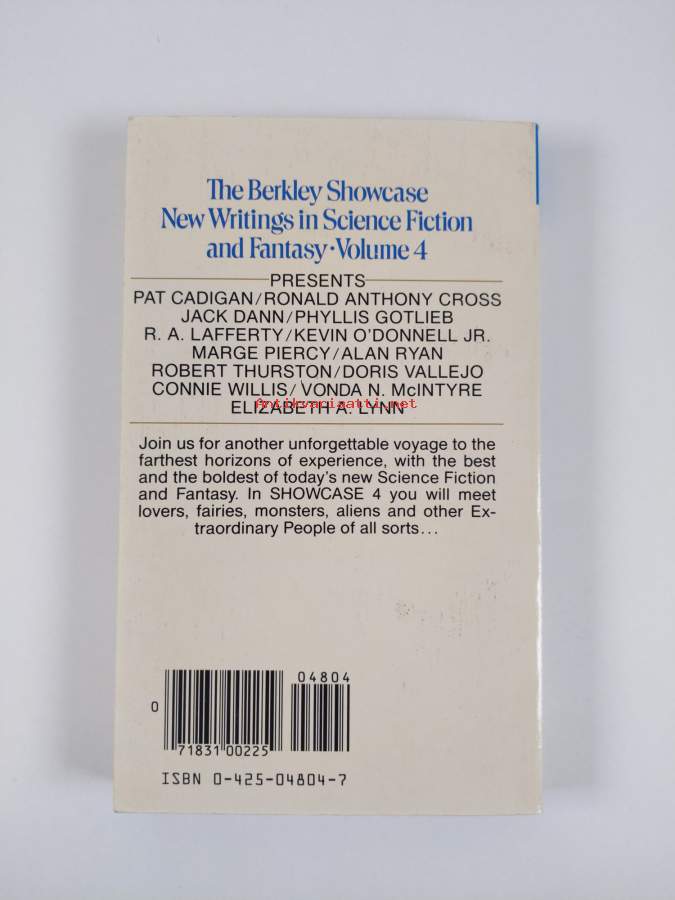 The Berkley Showcase
New Writings in Science Fiction
and Fantasy·Volume 4
PRESENTS
PAT CADIGAN/RONALD ANTHONY CROSS
JACK DANN/PHYLLIS GOTLIEB
R. A. LAFFERTY/KEVIN O'DONNELL JR.
MARGE PIERCY/ALAN RYAN
ROBERT THURSTON/DORIS VALLEJO
CONNIE WILLIS/VONDA N. McINTYRE
ELIZABETH A. LYNN
antikvariaatti.net
Join us for another unforgettable voyage to the
farthest horizons of experience, with the best
and the boldest of today's new Science Fiction
and Fantasy. In SHOWCASE 4 you will meet
lovers, fairies, monsters, aliens and other Ex-
traordinary People of all sorts...
04804
0
71831 00225
ISBN 0-425-04804-7